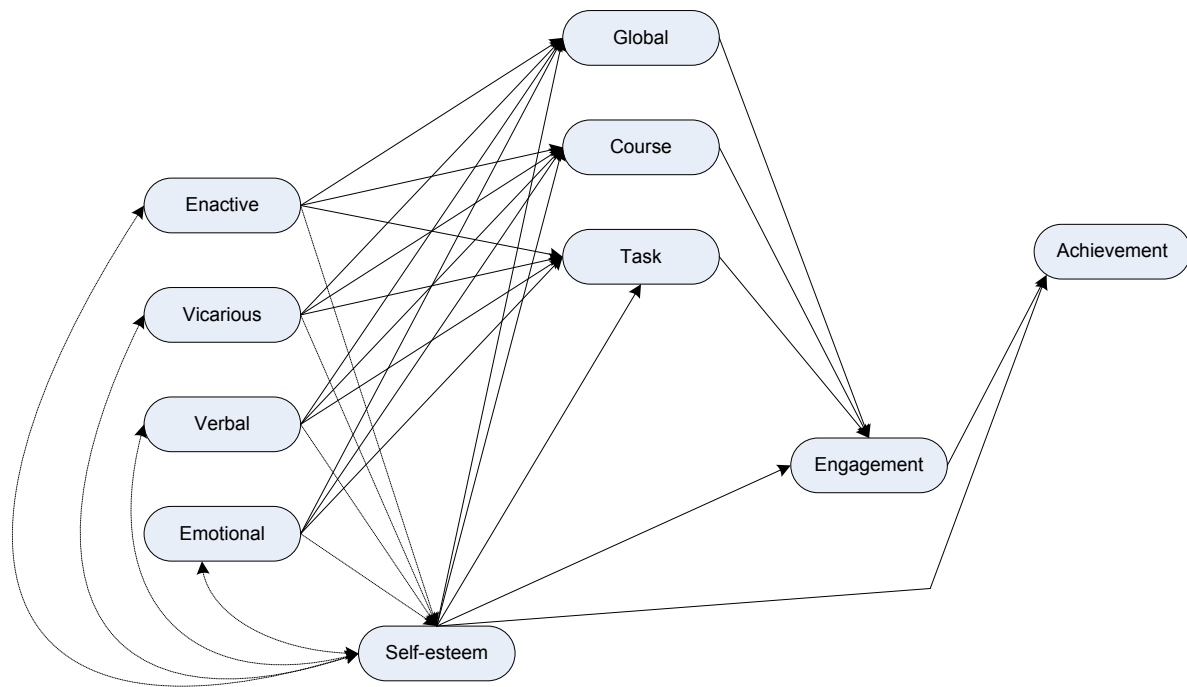 Global
Course
Enactive
Task
Achievement
Vicarious
Verbal
Engagement
Emotional
Self-esteem